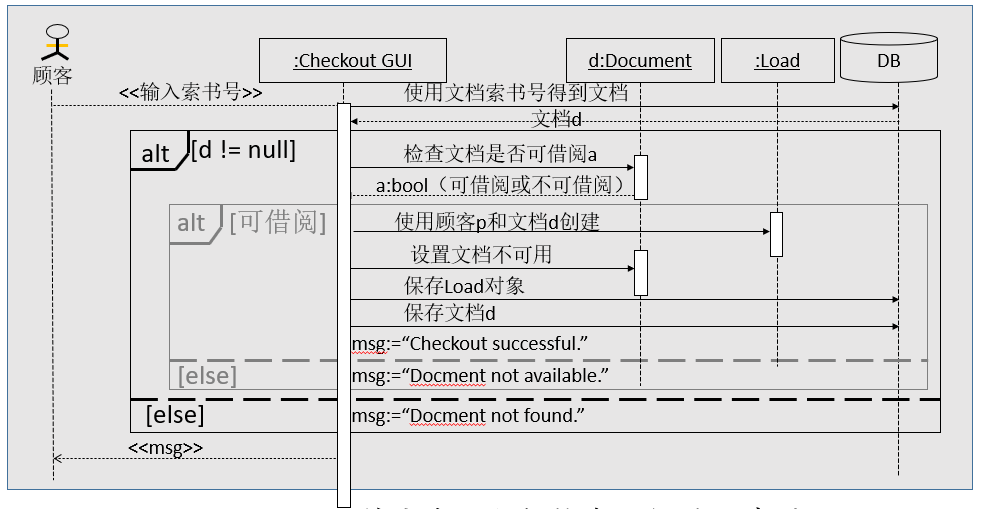 :Checkout GUI
d:Document
:Load
DB
顾客
<<输入索书号>>
使用文档索书号得到文档
文档d
alt
[d != null]
检查文档是否可借阅a
a:bool（可借阅或不可借阅）
alt
[可借阅]
使用顾客p和文档d创建
设置文档不可用
保存Load对象
保存文档d
msg:=“Checkout successful.”
[else]
msg:=“Docment not available.”
[else]
msg:=“Docment not found.”
<<msg>>